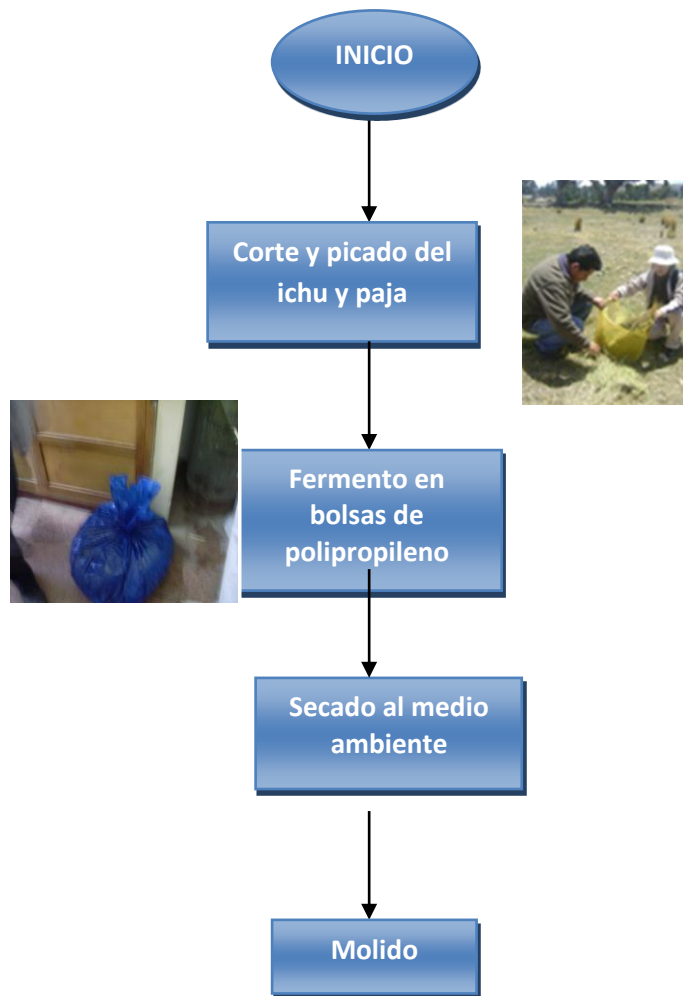 INICIO
Corte y picado del
ichu y paja
Fermento en
bolsas de
polipropileno
Secado al medio
ambiente
Molido